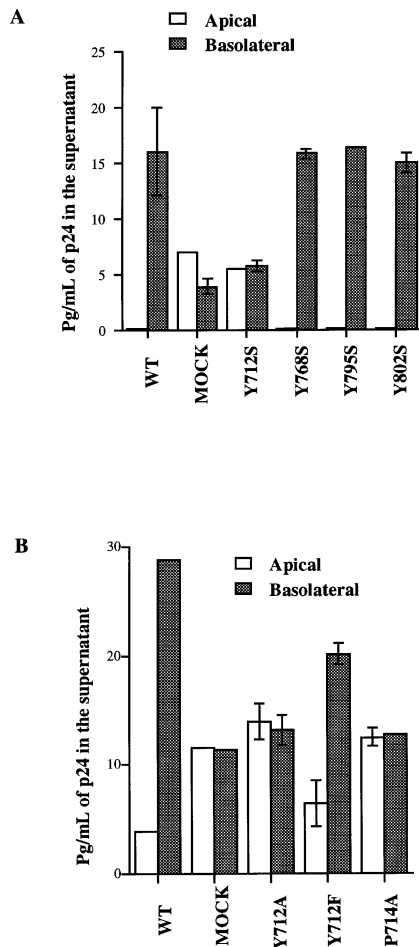 A
Apical
Basolateral
Pg/mL of p24 in the supernatant
25
20
15
10
5
0
WT
MOCK
Y712S
Y768S
Y795S
Y802S
B
Apical
Basolateral
Pg/mL of p24 in the supernatant
30
20
10
0
WT
MOCK
Y712A
Y712F
P714A